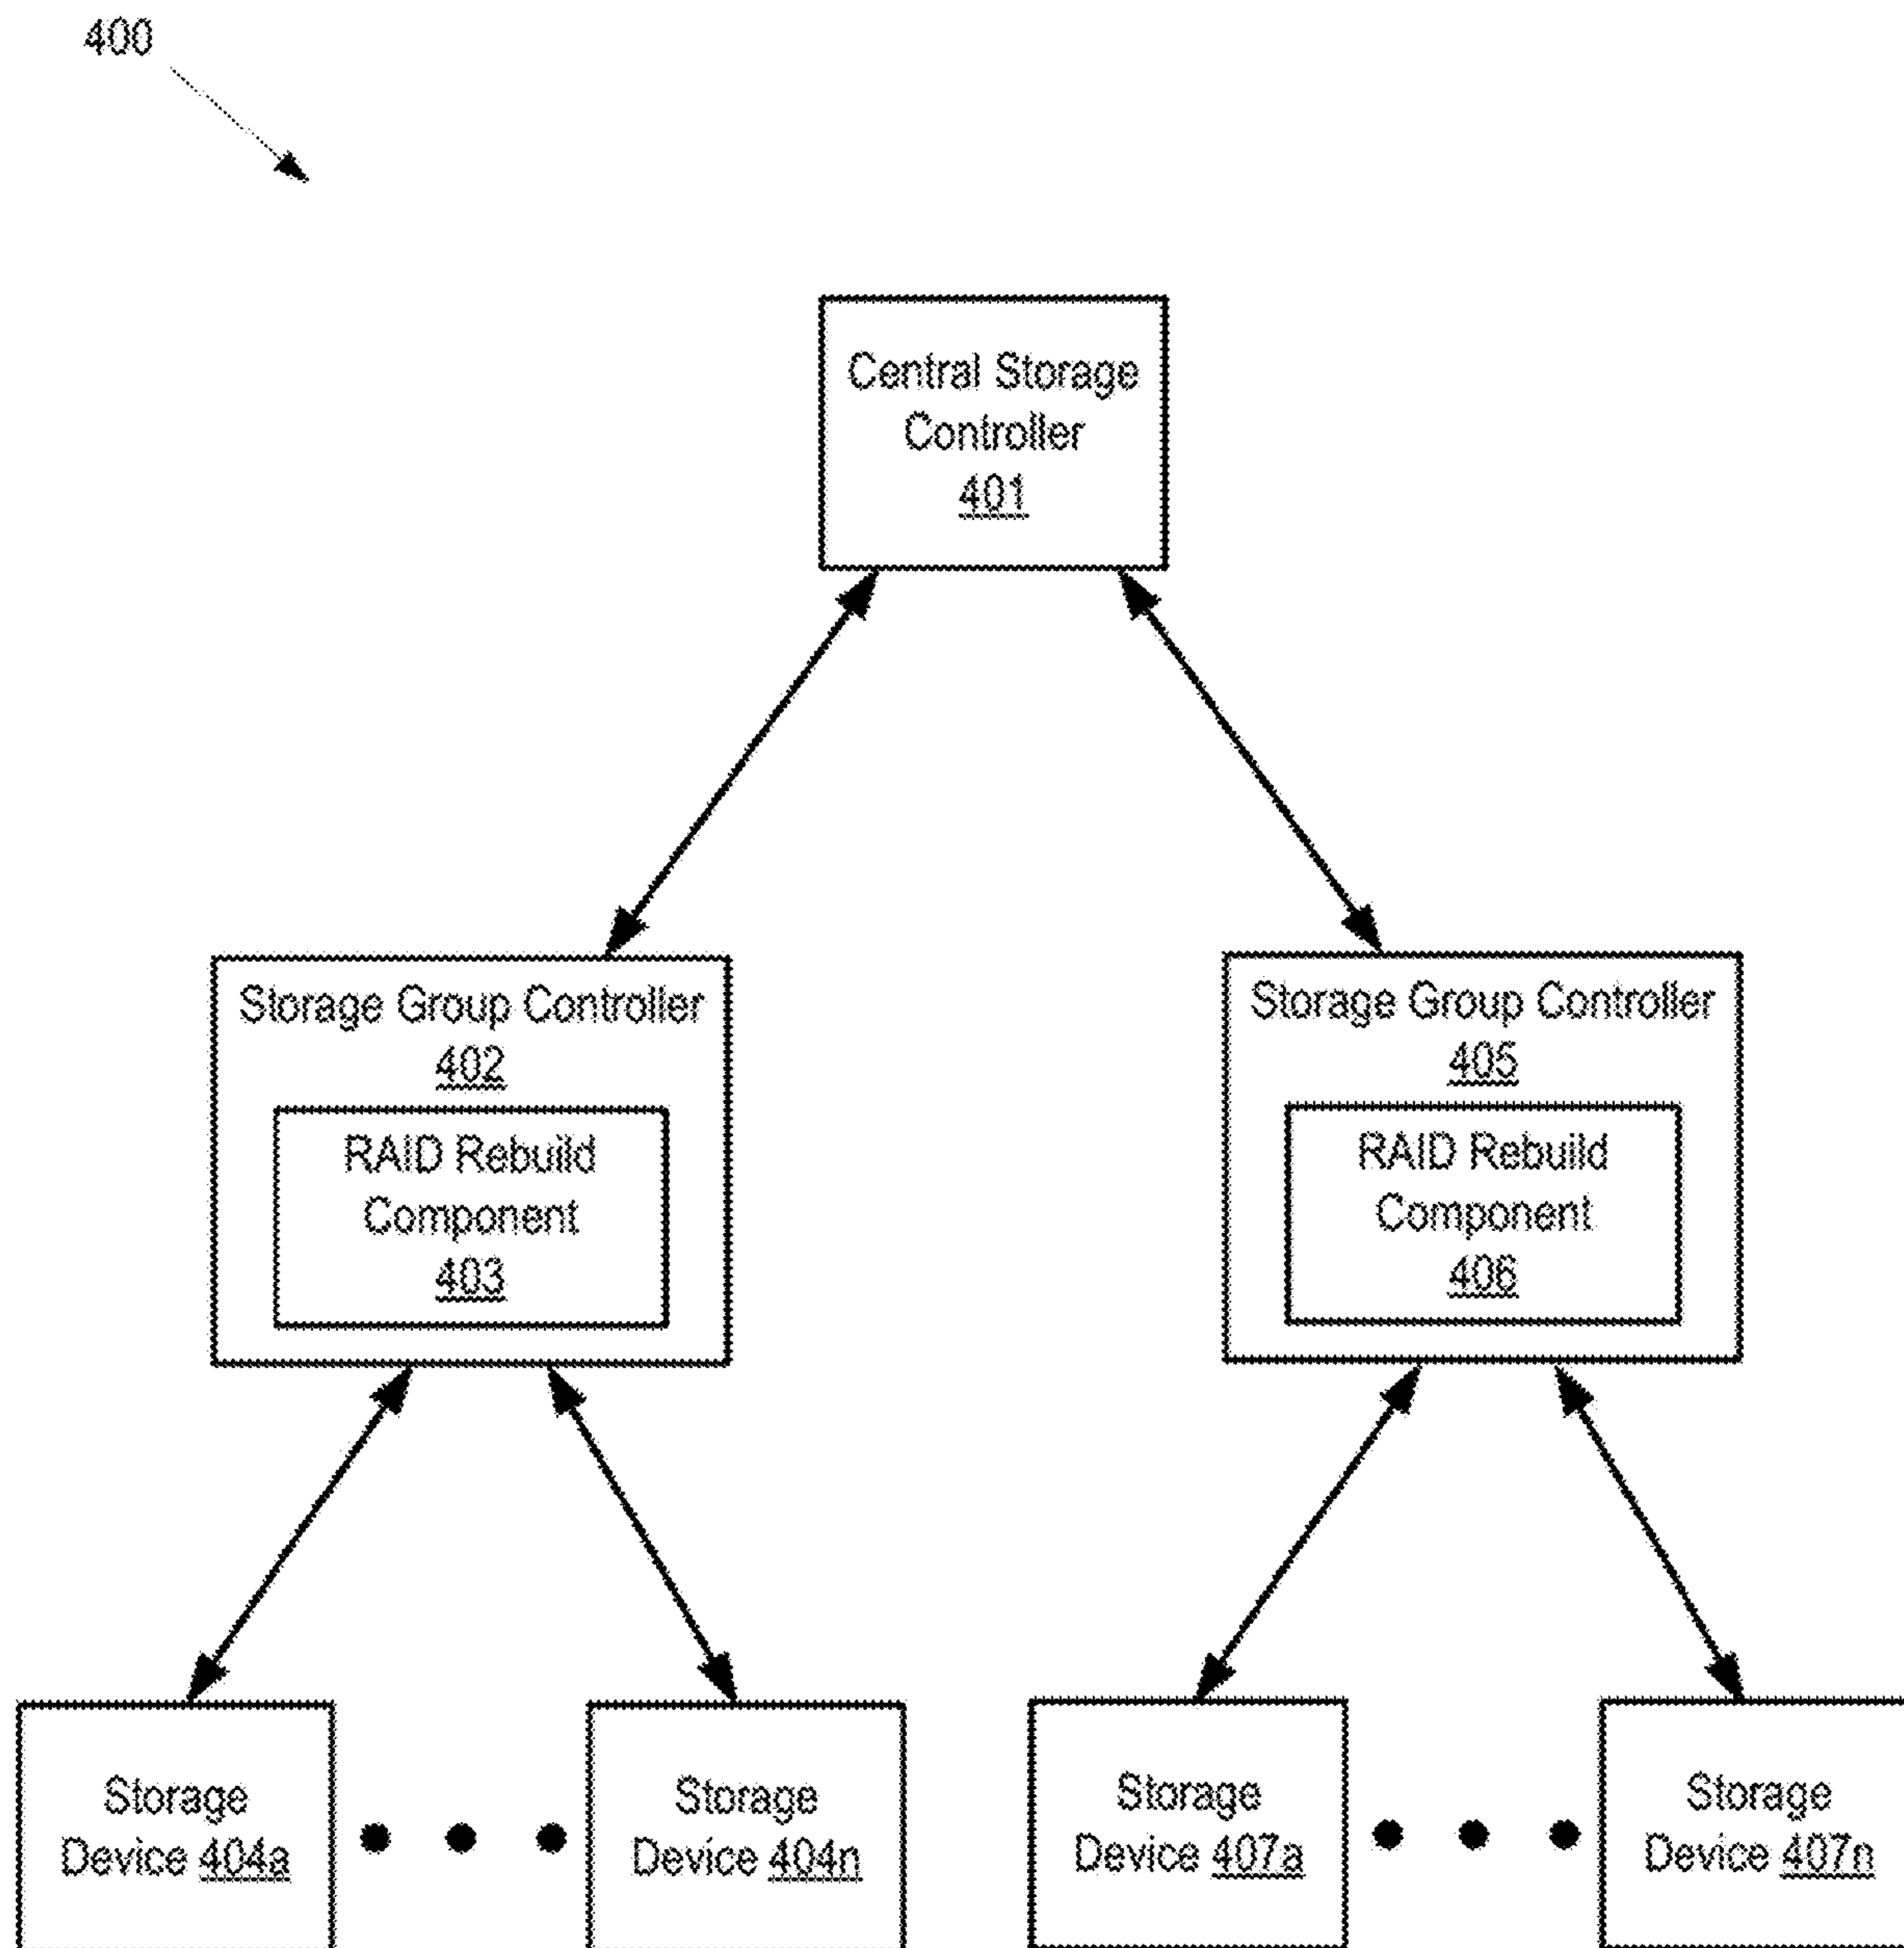 400
Central Storage
Controller
401
Storage Group Controller
402
RAID Rebuild
Component
403
Storage Group Controller
405
RAID Rebuild
Component
406
Storage
Device 404a
Storage
Device 404n
Storage
Device 407a
Storage
Device 407n